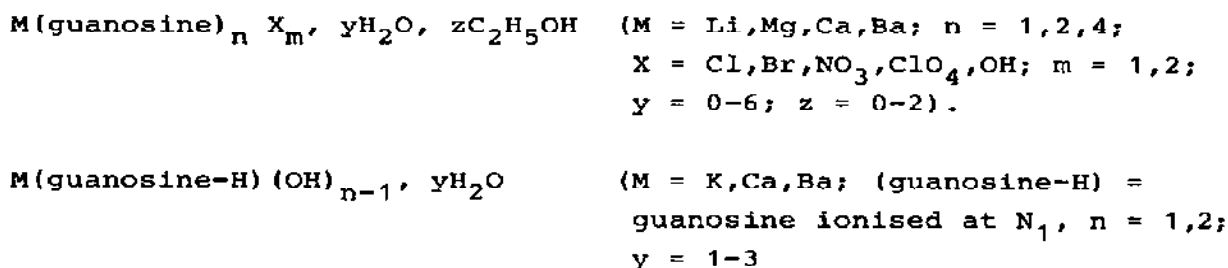 M(guanosine)n Xm, yH2O, zC2H5OH (M = Li,Mg,Ca,Ba; n = 1,2,4;
X = Cl,Br,NO3,ClO4,OH; m = 1,2;
y = 0-6; z = 0-2).
M(guanosine-H)(OH)n-1, yH2O (M = K,Ca,Ba; (guanosine-H) =
guanosine ionised at N1, n = 1,2;
y = 1-3